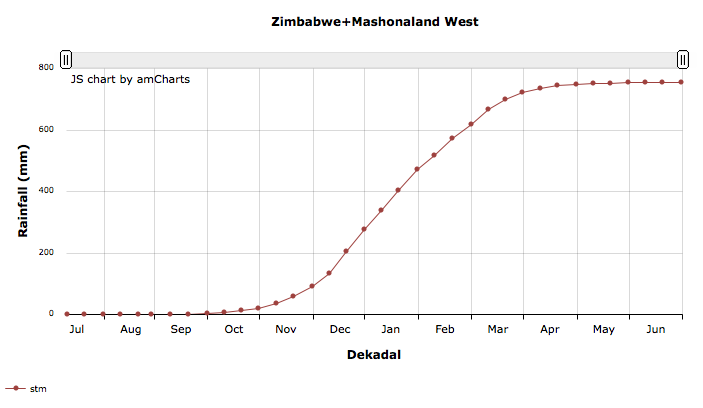 Zimbabwe+Mashonaland West
JS chart by amCharts
800
600
400
200
0
Rainfall (mm)
Jul Aug Sep Oct Nov Dec Jan Feb Mar Apr May Jun
Dekadal
stm